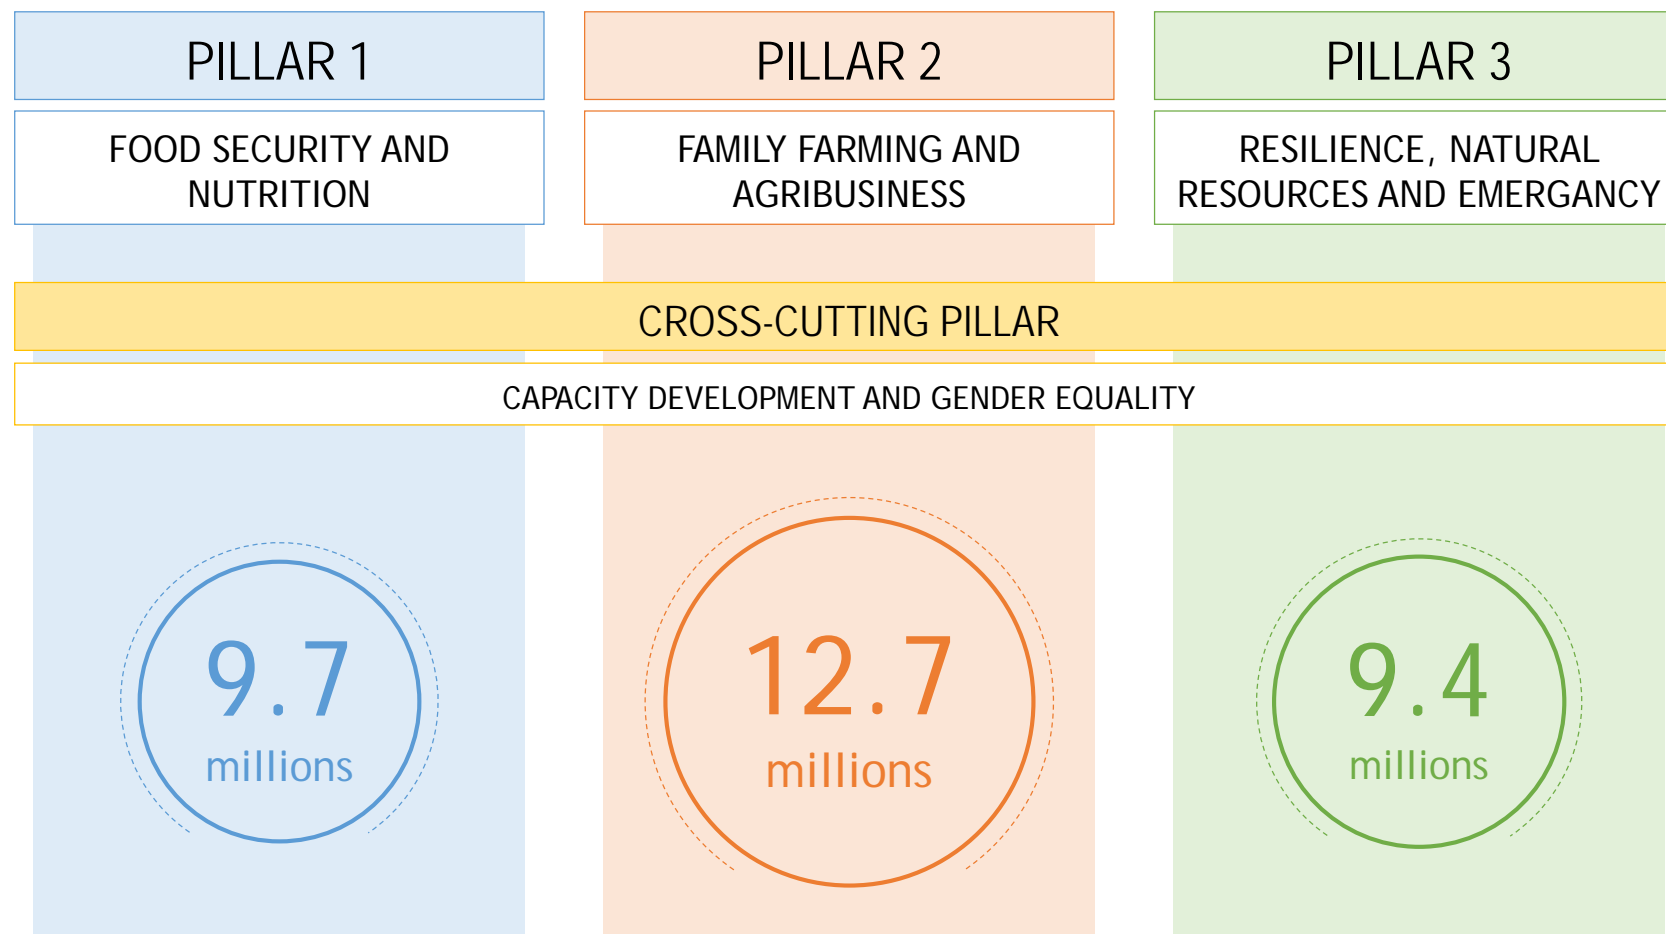 PILLAR 1
FOOD SECURITY AND
NUTRITION
PILLAR 2
FAMILY FARMING AND
AGRIBUSINESS
PILLAR 3
RESILIENCE, NATURAL
RESOURCES AND EMERGANCY
CROSS-CUTTING PILLAR
CAPACITY DEVELOPMENT AND GENDER EQUALITY
9.7
millions
12.7
millions
9.4
millions